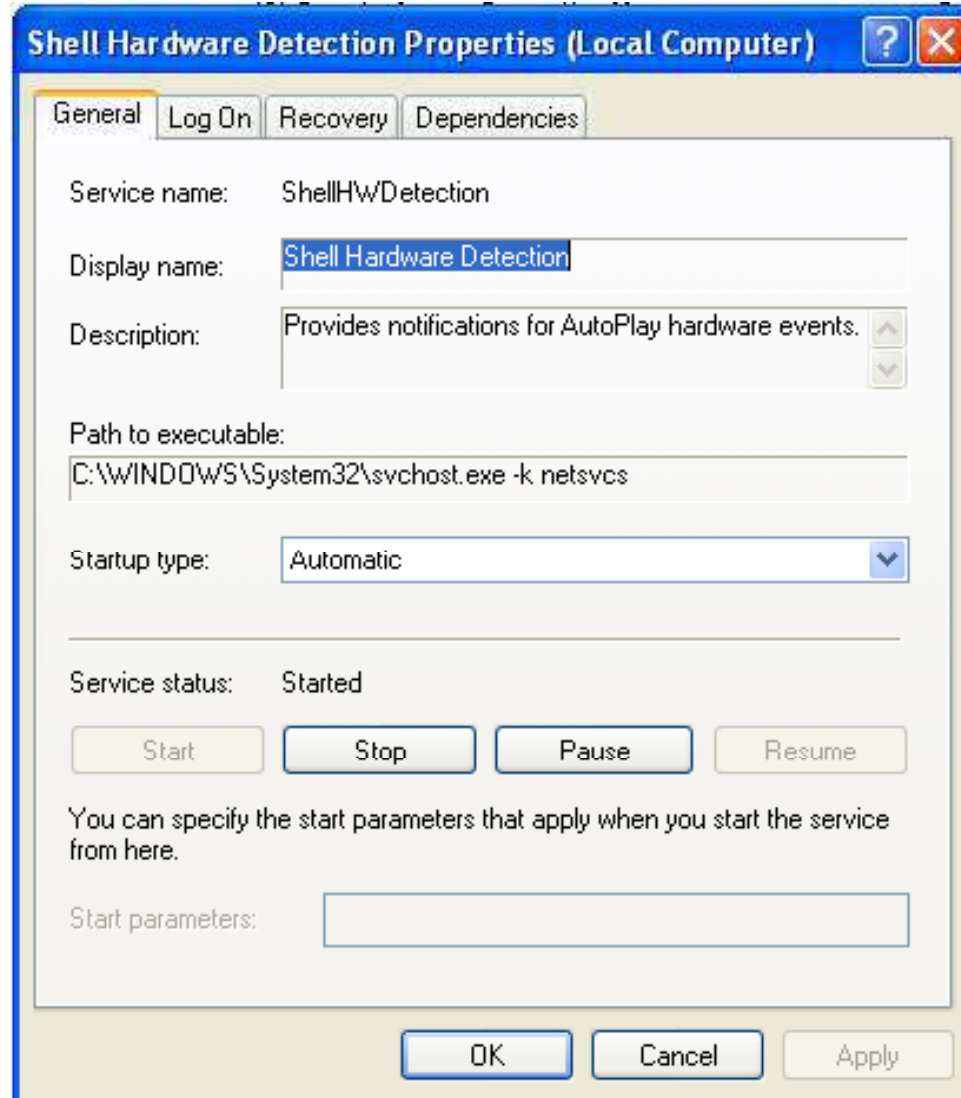 Shell Hardware Detection Properties (Local Computer)
General Log On Recovery Dependencies
Service name: ShellHWDetection
Display name: Shell Hardware Detection
Description: Provides notifications for AutoPlay hardware events.
Path to executable:
C:\WINDOWS\System32\svchost.exe -k netsvcs
Startup type: Automatic
Service status: Started
Start Stop Pause Resume
You can specify the start parameters that apply when you start the service
from here.
Start parameters:
OK Cancel Apply